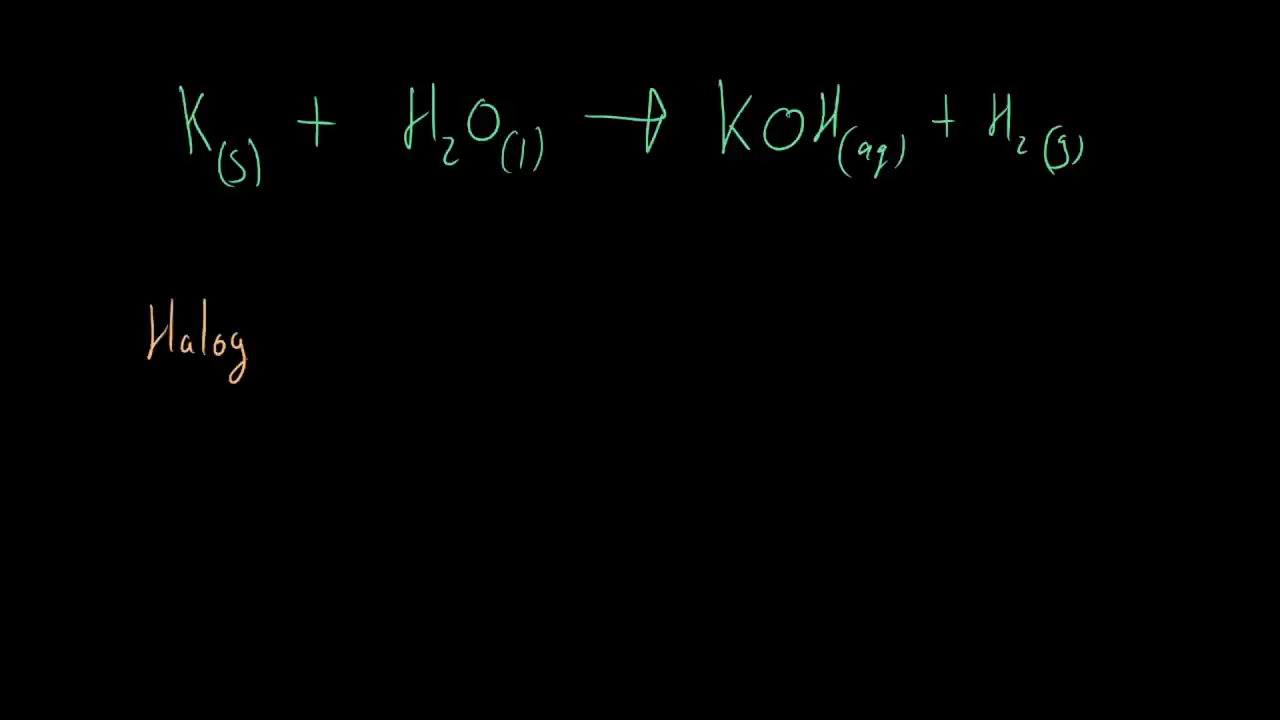 K(s) + H₂O(l) → KOH(aq) + H₂(g)
Halog